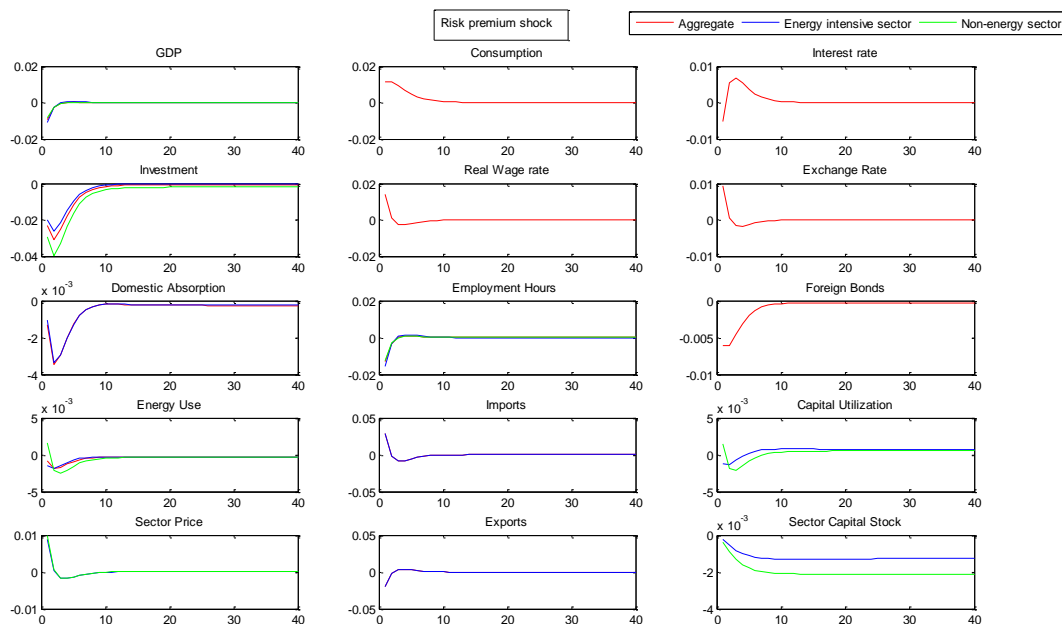 Risk premium shock
Aggregate Energy intensive sector Non-energy sector
GDP Consumption Interest rate
0.02 0.02 0.01
0 0 0
-0.02 -0.02 -0.01
0 10 20 30 40 0 10 20 30 40 0 10 20 30 40
Investment Real Wage rate Exchange Rate
0 0.02 0.01
-0.02 0 0
-0.04 -0.02 -0.01
0 10 20 30 40 0 10 20 30 40 0 10 20 30 40
x 10⁻³ Domestic Absorption Employment Hours Foreign Bonds
0 0.02 0
-2 0 -0.005
-4 -0.02 -0.01
0 10 20 30 40 0 10 20 30 40 0 10 20 30 40
x 10⁻³ Energy Use Imports x 10⁻³ Capital Utilization
5 0.05 5
0 0 0
5 -0.05 5
0 10 20 30 40 0 10 20 30 40 0 10 20 30 40
Sector Price Exports x 10⁻³ Sector Capital Stock
0.01 0.05 0
0 0 -2
-0.01 -0.05 -4
0 10 20 30 40 0 10 20 30 40 0 10 20 30 40